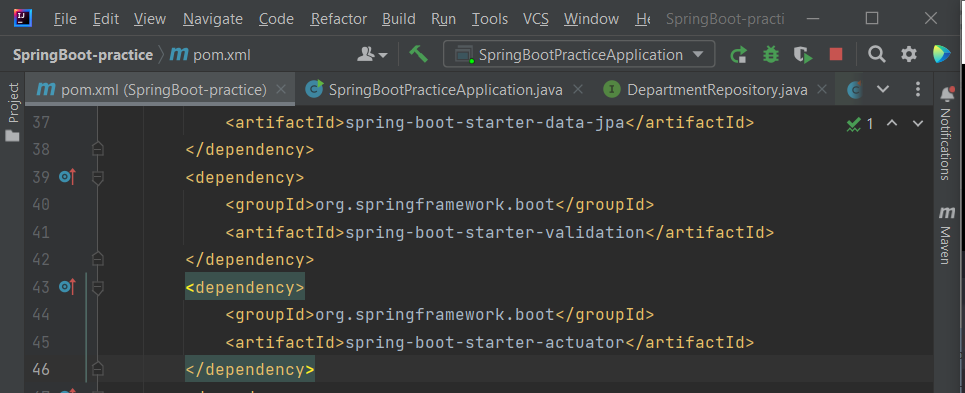 File Edit View Navigate Code Refactor Build Run Tools VCS Window He SpringBoot-practi
SpringBoot-practice pom.xml SpringBootPracticeApplication
pom.xml (SpringBoot-practice) SpringBootPracticeApplication.java DepartmentRepository.java
Project
Notifications
Maven
1
37 <artifactId>spring-boot-starter-data-jpa</artifactId>
38 </dependency>
39 <dependency>
40 <groupId>org.springframework.boot</groupId>
41 <artifactId>spring-boot-starter-validation</artifactId>
42 </dependency>
43 <dependency>
44 <groupId>org.springframework.boot</groupId>
45 <artifactId>spring-boot-starter-actuator</artifactId>
46 </dependency>